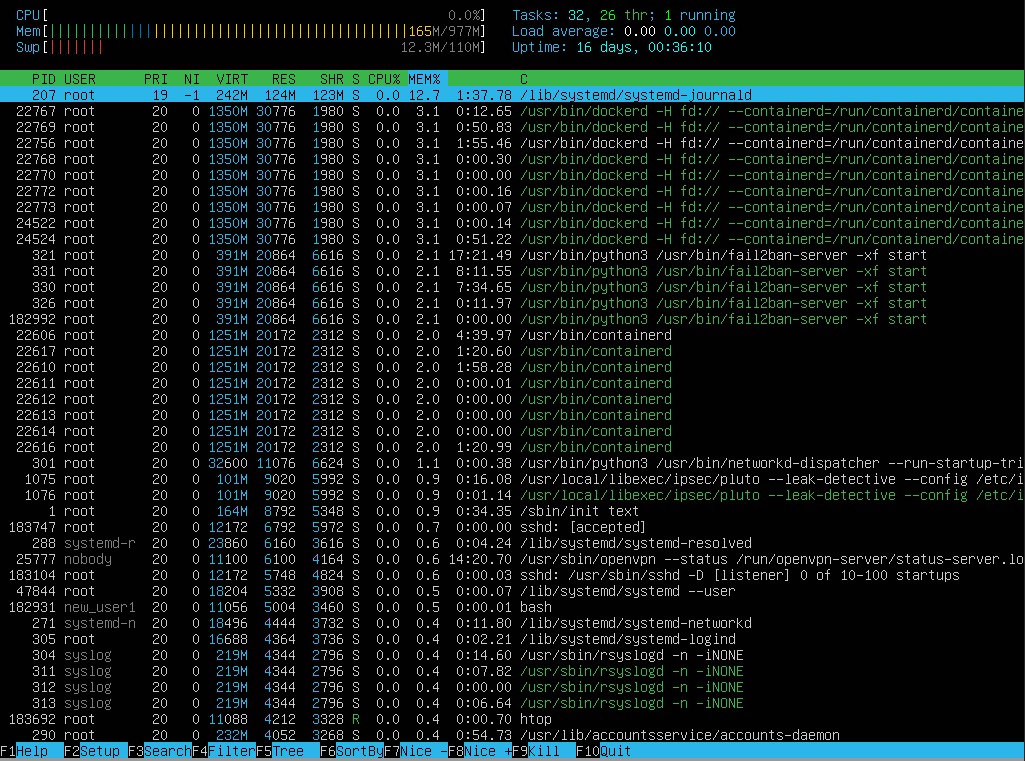 CPU[ 0.0%] Tasks: 32, 26 thr; 1 running
Mem[||||||||||||||||||||||||||||||||||||||||||||165M/977M] Load average: 0.00 0.00 0.00
Swp[||||||| 12.3M/110M] Uptime: 16 days, 00:36:10
PID USER PRI NI VIRT RES SHR S CPU% MEM% C
207 root 19 -1 242M 124M 123M S 0.0 12.7 1:37.78 /lib/systemd/systemd-journald
22767 root 20 0 1350M 30776 1980 S 0.0 3.1 0:12.65 /usr/bin/dockerd -H fd:// --containerd=/run/containerd/containe
22769 root 20 0 1350M 30776 1980 S 0.0 3.1 0:50.83 /usr/bin/dockerd -H fd:// --containerd=/run/containerd/containe
22756 root 20 0 1350M 30776 1980 S 0.0 3.1 1:55.46 /usr/bin/dockerd -H fd:// --containerd=/run/containerd/containe
22768 root 20 0 1350M 30776 1980 S 0.0 3.1 0:00.30 /usr/bin/dockerd -H fd:// --containerd=/run/containerd/containe
22770 root 20 0 1350M 30776 1980 S 0.0 3.1 0:00.00 /usr/bin/dockerd -H fd:// --containerd=/run/containerd/containe
22772 root 20 0 1350M 30776 1980 S 0.0 3.1 0:00.16 /usr/bin/dockerd -H fd:// --containerd=/run/containerd/containe
22773 root 20 0 1350M 30776 1980 S 0.0 3.1 0:00.07 /usr/bin/dockerd -H fd:// --containerd=/run/containerd/containe
24522 root 20 0 1350M 30776 1980 S 0.0 3.1 0:00.14 /usr/bin/dockerd -H fd:// --containerd=/run/containerd/containe
24524 root 20 0 1350M 30776 1980 S 0.0 3.1 0:51.22 /usr/bin/dockerd -H fd:// --containerd=/run/containerd/containe
321 root 20 0 391M 20864 6616 S 0.0 2.1 17:21.49 /usr/bin/python3 /usr/bin/fail2ban-server -xf start
331 root 20 0 391M 20864 6616 S 0.0 2.1 8:11.55 /usr/bin/python3 /usr/bin/fail2ban-server -xf start
330 root 20 0 391M 20864 6616 S 0.0 2.1 7:34.65 /usr/bin/python3 /usr/bin/fail2ban-server -xf start
326 root 20 0 391M 20864 6616 S 0.0 2.1 0:11.97 /usr/bin/python3 /usr/bin/fail2ban-server -xf start
182992 root 20 0 391M 20864 6616 S 0.0 2.1 0:00.00 /usr/bin/python3 /usr/bin/fail2ban-server -xf start
22606 root 20 0 1251M 20172 2312 S 0.0 2.0 4:39.97 /usr/bin/containerd
22617 root 20 0 1251M 20172 2312 S 0.0 2.0 1:20.60 /usr/bin/containerd
22610 root 20 0 1251M 20172 2312 S 0.0 2.0 1:58.28 /usr/bin/containerd
22611 root 20 0 1251M 20172 2312 S 0.0 2.0 0:00.01 /usr/bin/containerd
22612 root 20 0 1251M 20172 2312 S 0.0 2.0 0:00.00 /usr/bin/containerd
22613 root 20 0 1251M 20172 2312 S 0.0 2.0 0:00.00 /usr/bin/containerd
22614 root 20 0 1251M 20172 2312 S 0.0 2.0 0:00.00 /usr/bin/containerd
22616 root 20 0 1251M 20172 2312 S 0.0 2.0 1:20.99 /usr/bin/containerd
301 root 20 0 32600 11076 6624 S 0.0 1.1 0:00.38 /usr/bin/python3 /usr/bin/networkd-dispatcher --run-startup-tri
1075 root 20 0 101M 9020 5992 S 0.0 0.9 0:16.08 /usr/local/libexec/ipsec/pluto --leak-detective --config /etc/i
1076 root 20 0 101M 9020 5992 S 0.0 0.9 0:01.14 /usr/local/libexec/ipsec/pluto --leak-detective --config /etc/i
1 root 20 0 164M 8792 5348 S 0.0 0.9 0:34.35 /sbin/init text
183747 root 20 0 12172 6792 5972 S 0.0 0.7 0:00.00 sshd: [accepted]
288 systemd-r 20 0 23860 6160 3616 S 0.0 0.6 0:04.24 /lib/systemd/systemd-resolved
25777 nobody 20 0 11100 6100 4164 S 0.0 0.6 14:20.70 /usr/sbin/openvpn --status /run/openvpn-server/status-server.lo
183104 root 20 0 12172 5748 4824 S 0.0 0.6 0:00.03 sshd: /usr/sbin/sshd -D [listener] 0 of 10-100 startups
47844 root 20 0 18204 5332 3908 S 0.0 0.5 0:00.07 /lib/systemd/systemd --user
182931 new_user1 20 0 11056 5004 3460 S 0.0 0.5 0:00.01 bash
271 systemd-n 20 0 18496 4444 3732 S 0.0 0.4 0:11.80 /lib/systemd/systemd-networkd
305 root 20 0 16688 4364 3736 S 0.0 0.4 0:02.21 /lib/systemd/systemd-logind
304 syslog 20 0 219M 4344 2796 S 0.0 0.4 0:14.60 /usr/sbin/rsyslogd -n -iNONE
311 syslog 20 0 219M 4344 2796 S 0.0 0.4 0:07.82 /usr/sbin/rsyslogd -n -iNONE
312 syslog 20 0 219M 4344 2796 S 0.0 0.4 0:00.00 /usr/sbin/rsyslogd -n -iNONE
313 syslog 20 0 219M 4344 2796 S 0.0 0.4 0:06.64 /usr/sbin/rsyslogd -n -iNONE
183692 root 20 0 11088 4212 3328 R 0.0 0.4 0:00.70 htop
290 root 20 0 232M 4052 3268 S 0.0 0.4 0:54.73 /usr/lib/accountsservice/accounts-daemon
F1Help F2Setup F3SearchF4FilterF5Tree F6SortByF7Nice -F8Nice +F9Kill F10Quit